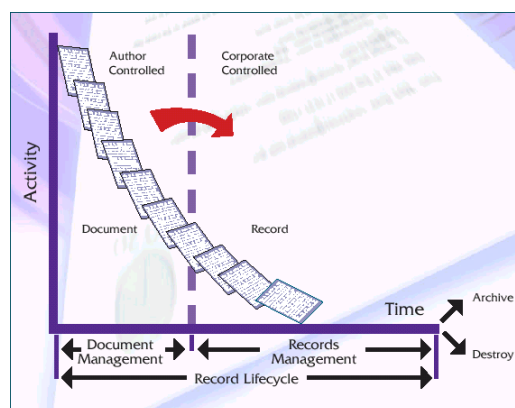 Author
Controlled
Corporate
Controlled
Activity
Document
Record
Time
Archive
Destroy
Document
Management
Records
Management
Record Lifecycle